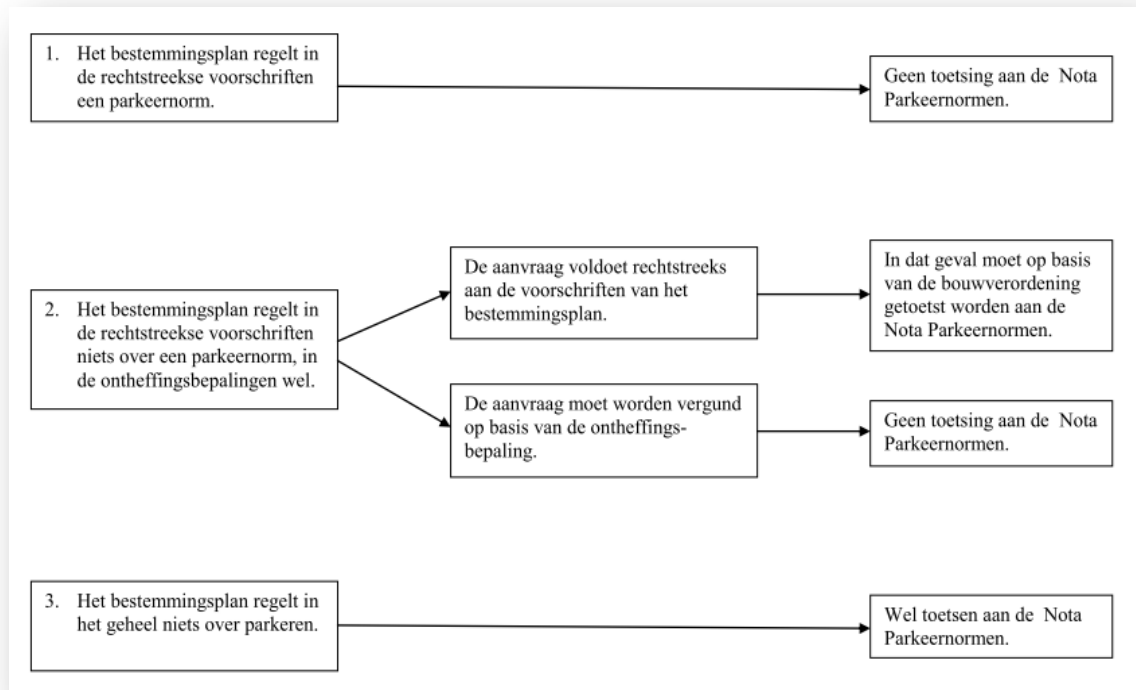 1. Het bestemmingsplan regelt in
de rechtstreekse voorschriften
een parkeernorm.
Geen toetsing aan de Nota
Parkeernormen.
2. Het bestemmingsplan regelt in
de rechtstreekse voorschriften
niets over een parkeernorm, in
de ontheffingsbepalingen wel.
De aanvraag voldoet rechtstreeks
aan de voorschriften van het
bestemmingsplan.
In dat geval moet op basis
van de bouwverordening
getoetst worden aan de
Nota Parkeernormen.
De aanvraag moet worden vergund
op basis van de ontheffings-
bepaling.
Geen toetsing aan de Nota
Parkeernormen.
3. Het bestemmingsplan regelt in
het geheel niets over parkeren.
Wel toetsen aan de Nota
Parkeernormen.